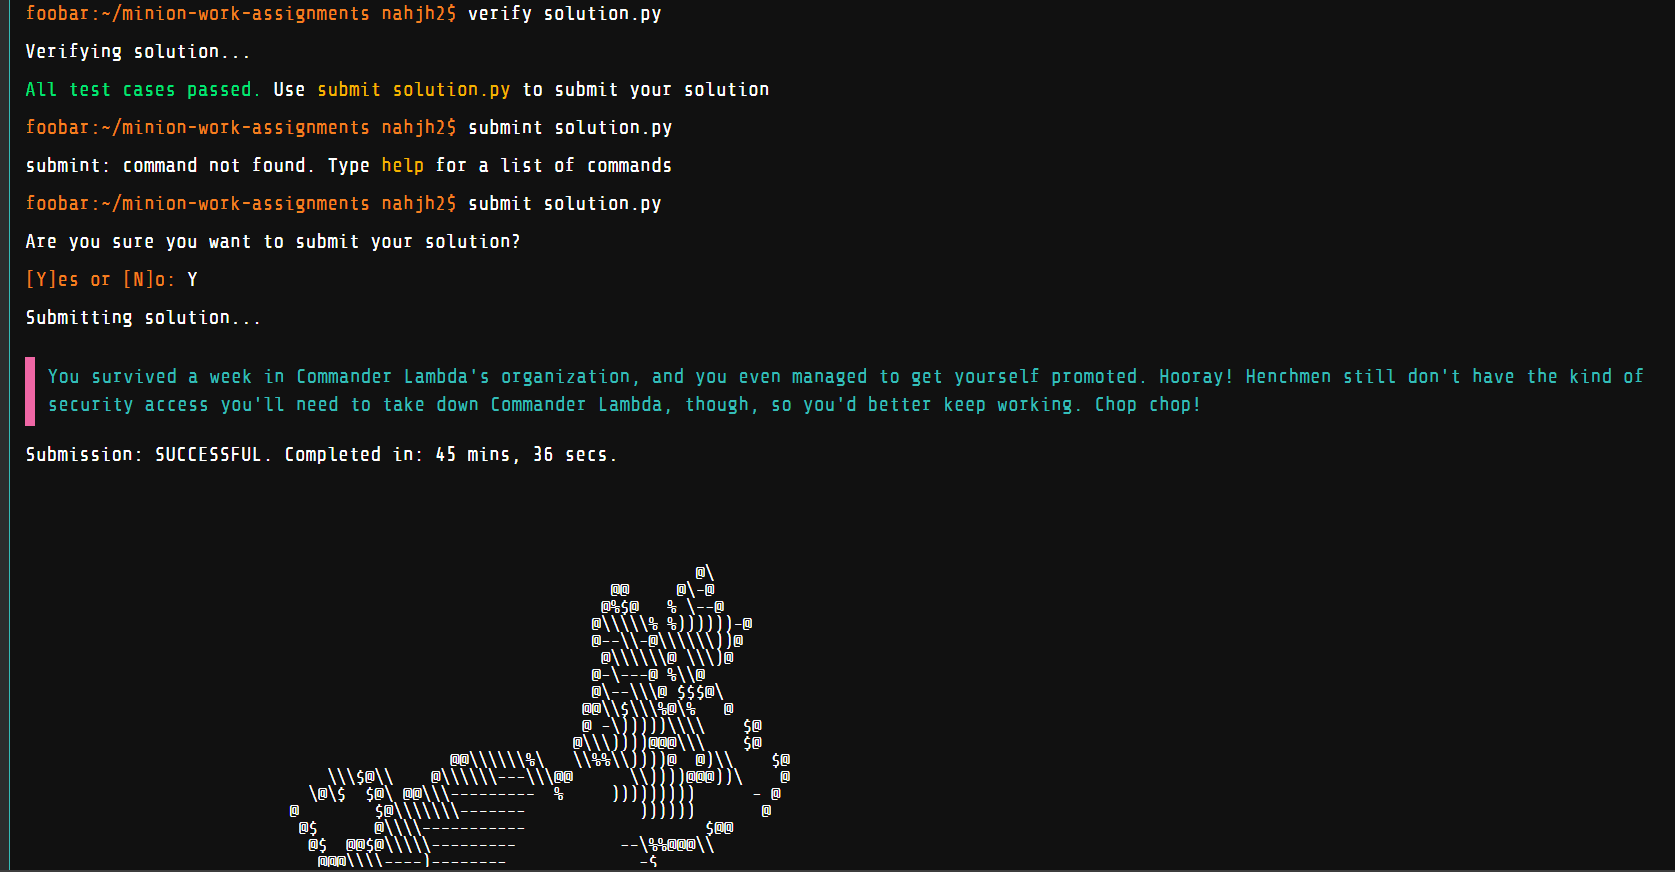 foobar:~/minion-work-assignments nahjh2$ verify solution.py
Verifying solution...
All test cases passed. Use submit solution.py to submit your solution
foobar:~/minion-work-assignments nahjh2$ submint solution.py
submint: command not found. Type help for a list of commands
foobar:~/minion-work-assignments nahjh2$ submit solution.py
Are you sure you want to submit your solution?
[Y]es or [N]o: Y
Submitting solution...
You survived a week in Commander Lambda's organization, and you even managed to get yourself promoted. Hooray! Henchmen still don't have the kind of
security access you'll need to take down Commander Lambda, though, so you'd better keep working. Chop chop!
Submission: SUCCESSFUL. Completed in: 45 mins, 36 secs.